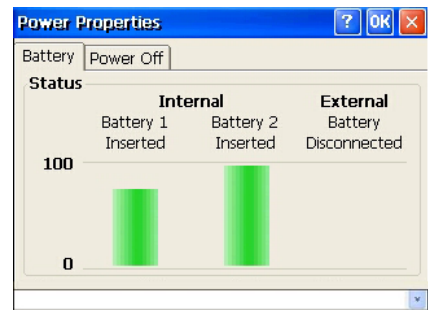 Power Properties ? OK
Battery Power Off
Status
Internal External
Battery 1 Battery 2 Battery
Inserted Inserted Disconnected
100
0